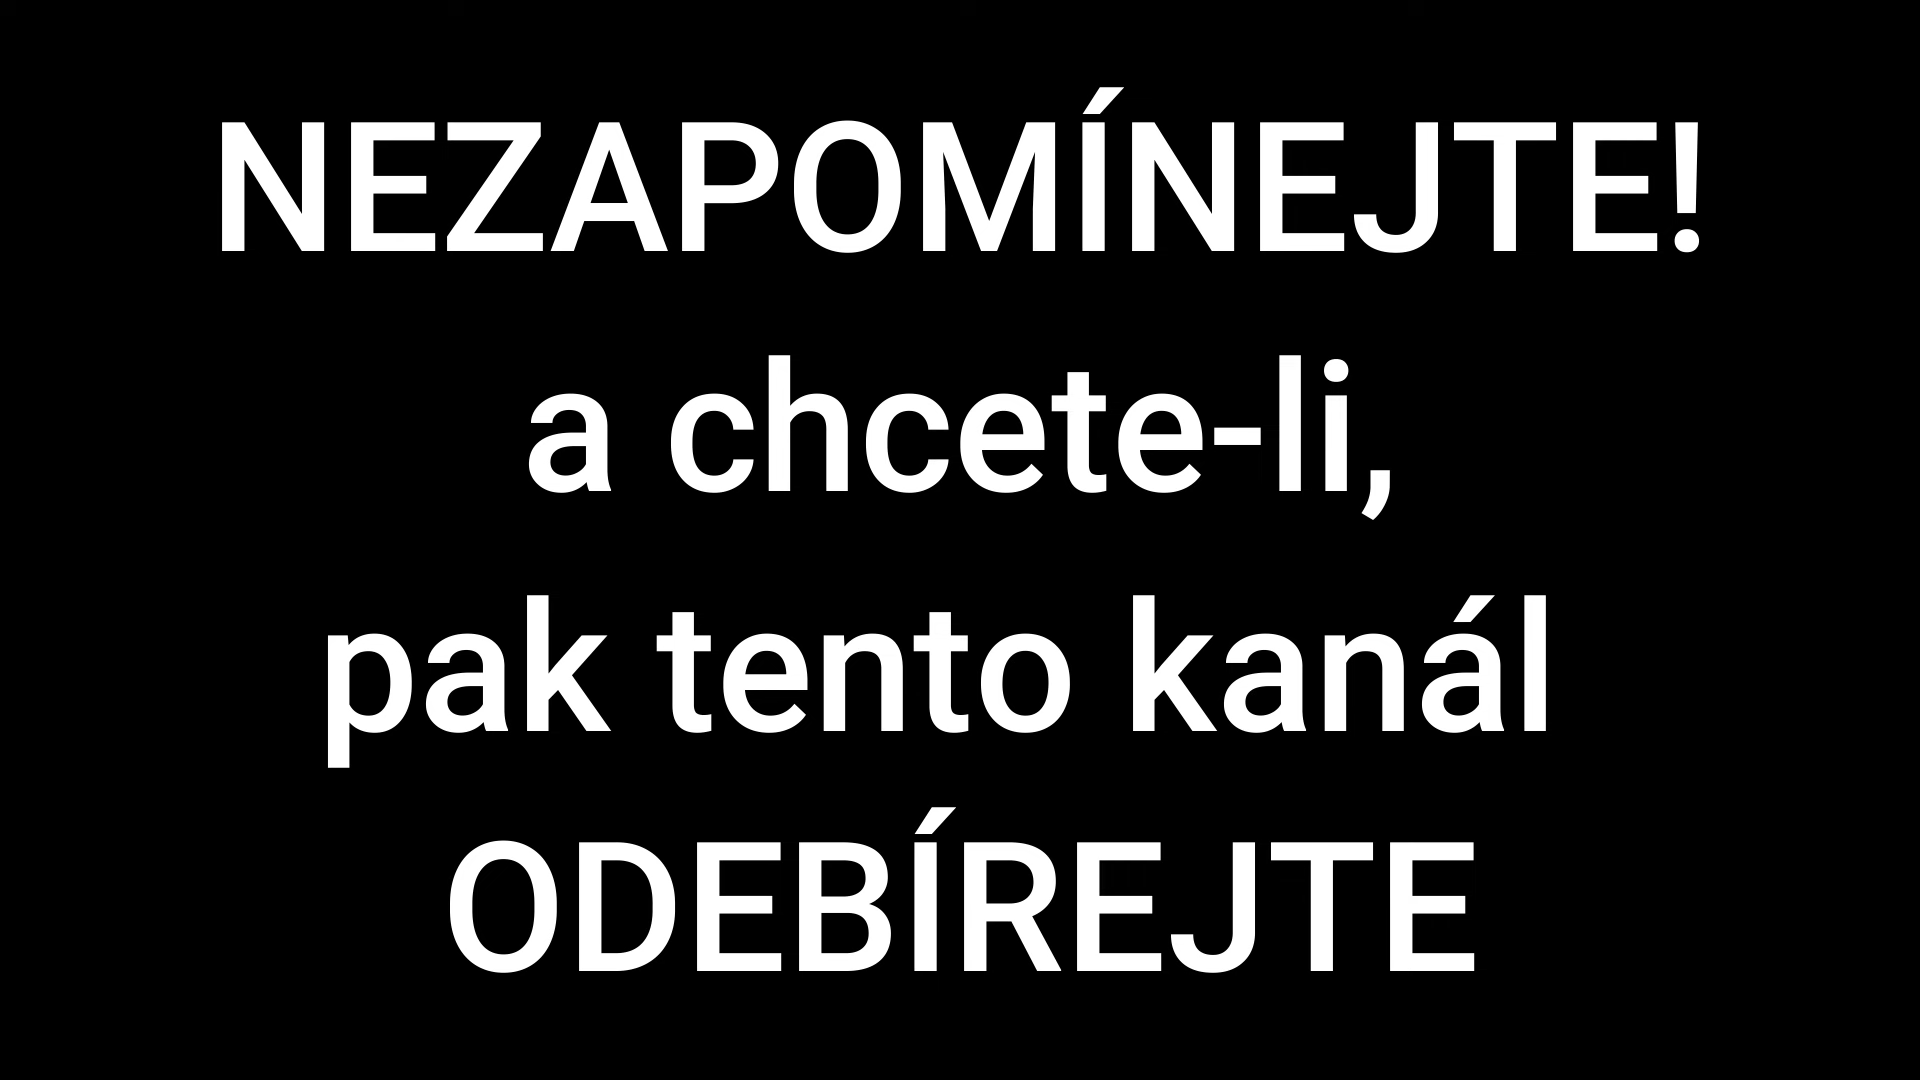 NEZAPOMÍNEJTE!
a chcete-li,
pak tento kanál
ODEBÍREJTE